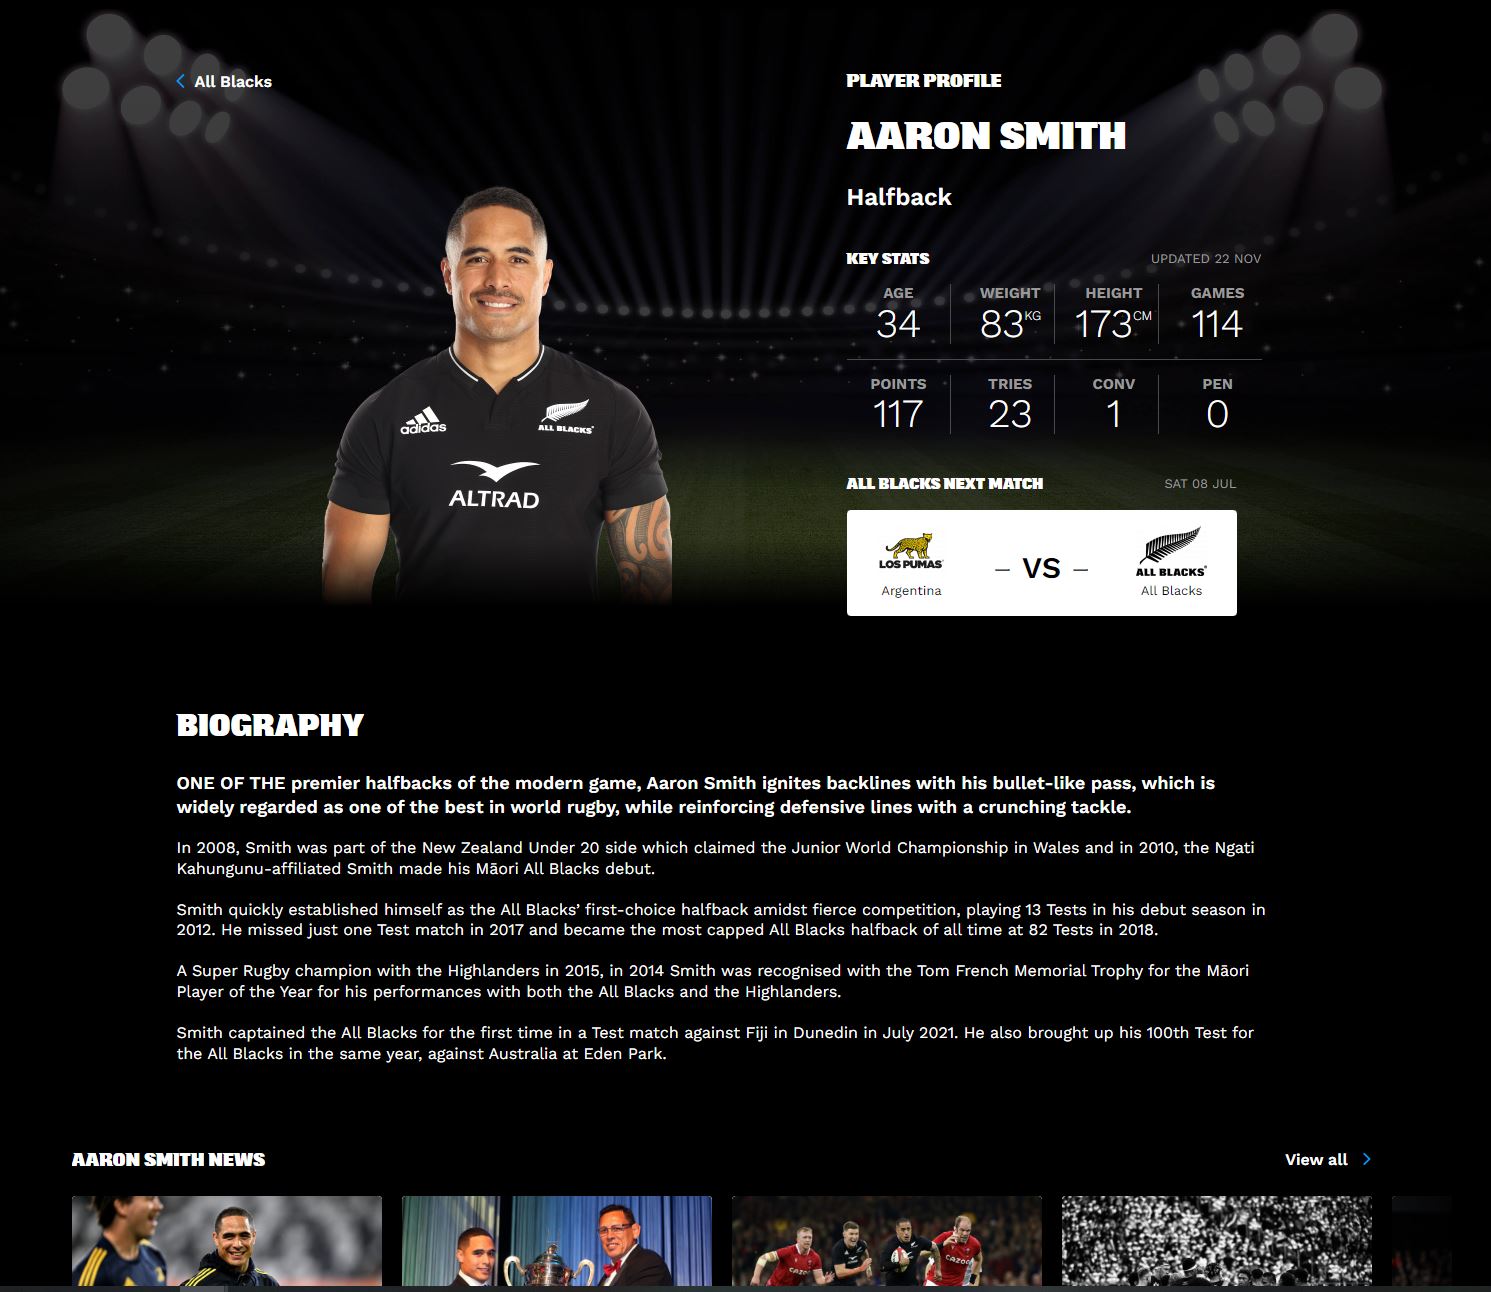 All Blacks
PLAYER PROFILE
AARON SMITH
Halfback
KEY STATS
UPDATED 22 NOV
AGE
34
WEIGHT
83KG
HEIGHT
173CM
GAMES
114
POINTS
117
TRIES
23
CONV
1
PEN
0
adidas
ALL BLACKS
ALTRAD
ALL BLACKS NEXT MATCH
SAT 08 JUL
LOS PUMAS
Argentina
– VS –
ALL BLACKS
All Blacks
BIOGRAPHY
ONE OF THE premier halfbacks of the modern game, Aaron Smith ignites backlines with his bullet-like pass, which is
widely regarded as one of the best in world rugby, while reinforcing defensive lines with a crunching tackle.
In 2008, Smith was part of the New Zealand Under 20 side which claimed the Junior World Championship in Wales and in 2010, the Ngati
Kahungunu-affiliated Smith made his Māori All Blacks debut.
Smith quickly established himself as the All Blacks’ first-choice halfback amidst fierce competition, playing 13 Tests in his debut season in
2012. He missed just one Test match in 2017 and became the most capped All Blacks halfback of all time at 82 Tests in 2018.
A Super Rugby champion with the Highlanders in 2015, in 2014 Smith was recognised with the Tom French Memorial Trophy for the Māori
Player of the Year for his performances with both the All Blacks and the Highlanders.
Smith captained the All Blacks for the first time in a Test match against Fiji in Dunedin in July 2021. He also brought up his 100th Test for
the All Blacks in the same year, against Australia at Eden Park.
AARON SMITH NEWS
View all
CAZOO